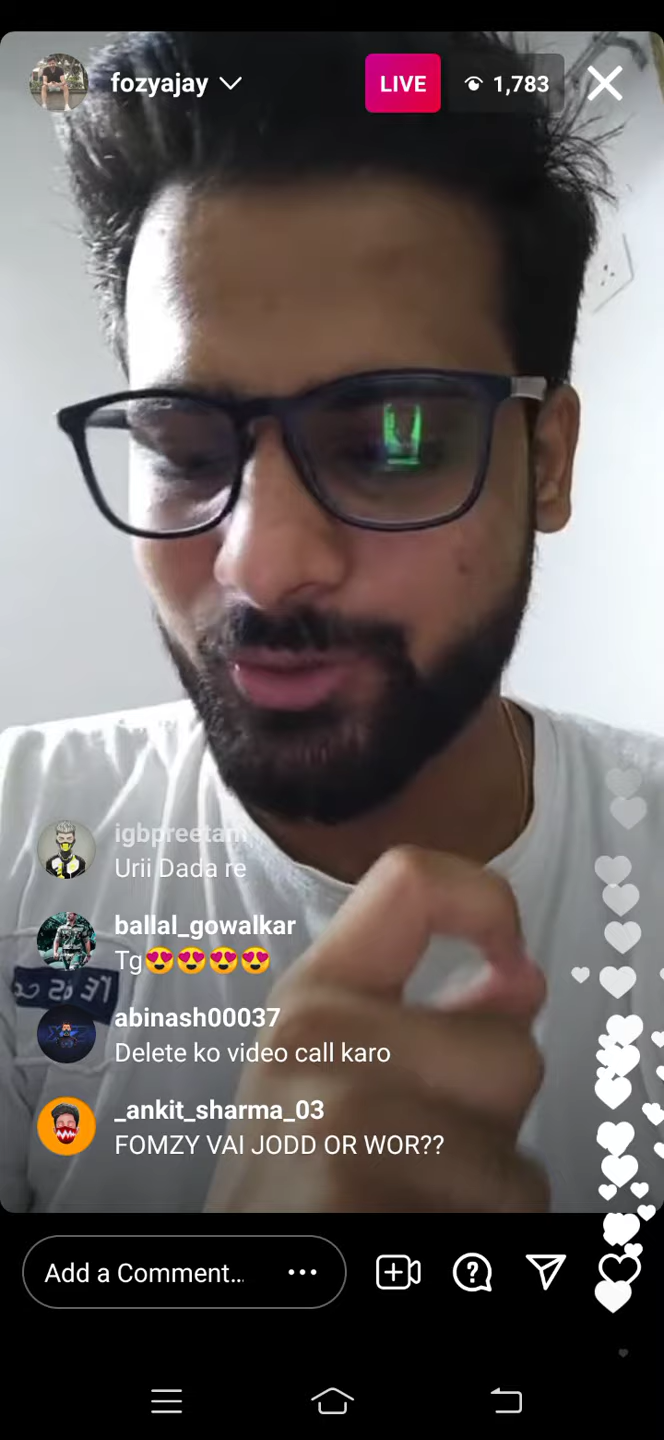 fozyajay
LIVE
1,783
igbpreetam
Urii Dada re
ballal_gowalkar
Tg😍😍😍😍
abinash00037
Delete ko video call karo
_ankit_sharma_03
FOMZY VAI JODD OR WOR??
Add a Comment...